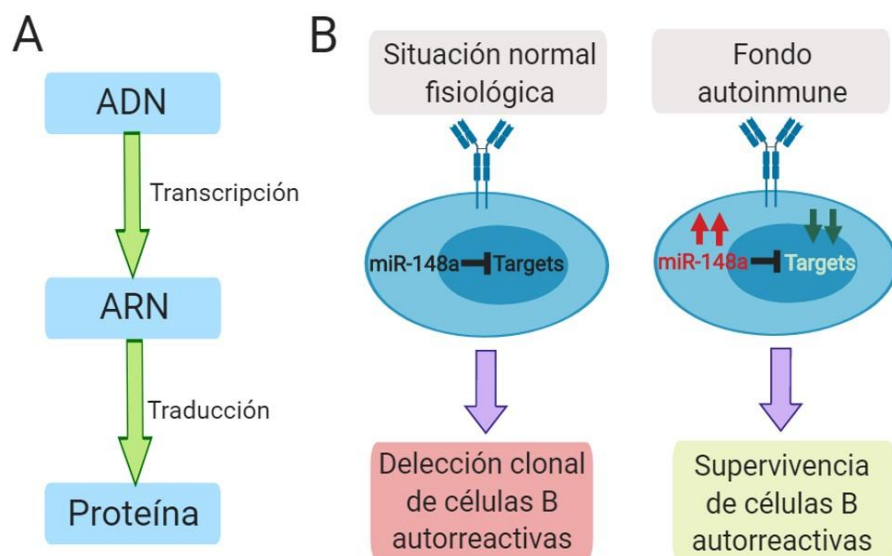 A
ADN
Transcripción
ARN
Traducción
Proteína
B
Situación normal
fisiológica
miR-148a
Targets
Delección clonal
de células B
autorreactivas
Fondo
autoinmune
miR-148a
Targets
Supervivencia
de células B
autorreactivas